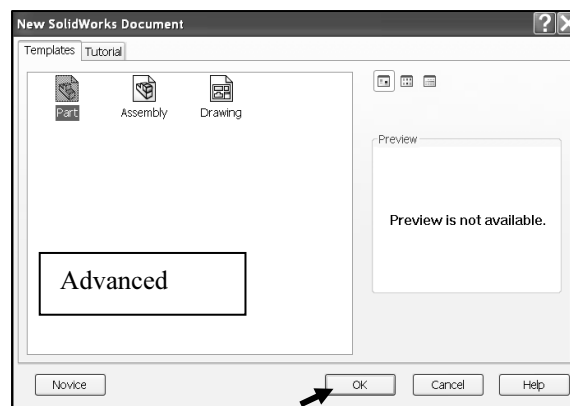 New SolidWorks Document
Templates Tutorial
Part Assembly Drawing
Preview
Preview is not available.
Advanced
Novice OK Cancel Help